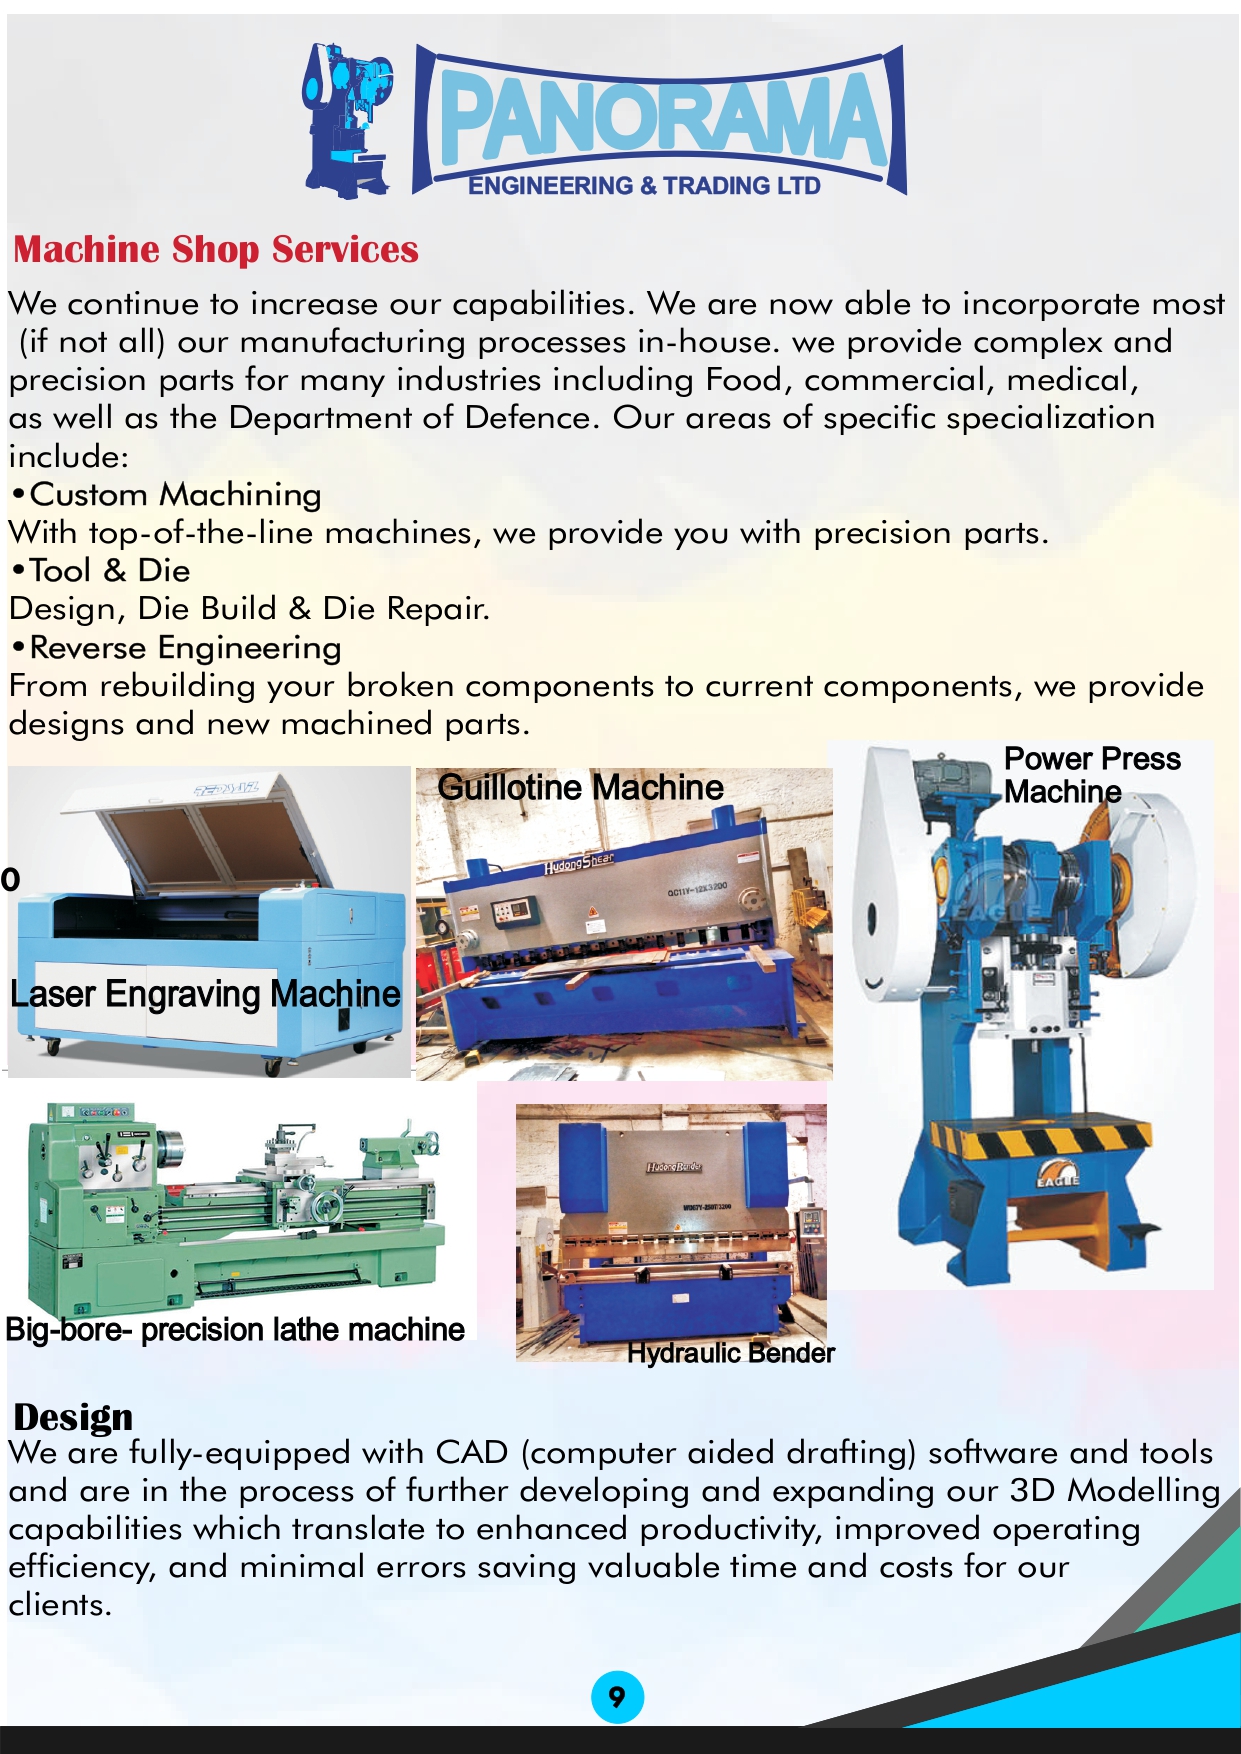 PANORAMA
ENGINEERING & TRADING LTD
Machine Shop Services
We continue to increase our capabilities. We are now able to incorporate most
(if not all) our manufacturing processes in-house. we provide complex and
precision parts for many industries including Food, commercial, medical,
as well as the Department of Defence. Our areas of specific specialization
include:
•Custom Machining
With top-of-the-line machines, we provide you with precision parts.
•Tool & Die
Design, Die Build & Die Repair.
•Reverse Engineering
From rebuilding your broken components to current components, we provide
designs and new machined parts.
Power Press
Machine
Guillotine Machine
HudongShear
QC11Y-12X3200
0
EAGLE
Laser Engraving Machine
HudongBender
WD67Y-250T/3200
EAGLE
Big-bore- precision lathe machine
Hydraulic Bender
Design
We are fully-equipped with CAD (computer aided drafting) software and tools
and are in the process of further developing and expanding our 3D Modelling
capabilities which translate to enhanced productivity, improved operating
efficiency, and minimal errors saving valuable time and costs for our
clients.
9